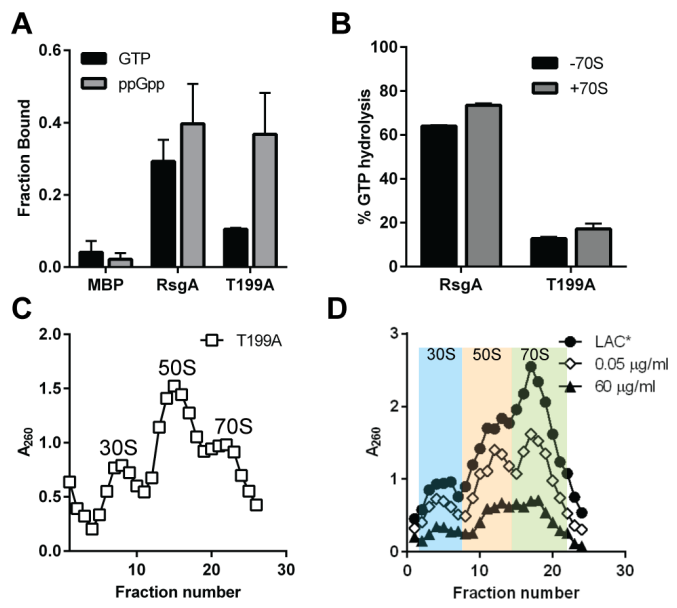 A
Fraction Bound
0.6
0.4
0.2
0.0
GTP
ppGpp
MBP RsgA T199A
B
% GTP hydrolysis
100
80
60
40
20
0
-70S
+70S
RsgA T199A
C
A260
2.0
1.5
1.0
0.5
0.0
T199A
30S
50S
70S
0 10 20 30
Fraction number
D
A260
3
2
1
0
30S 50S 70S
LAC*
0.05 µg/ml
60 µg/ml
0 10 20 30
Fraction number